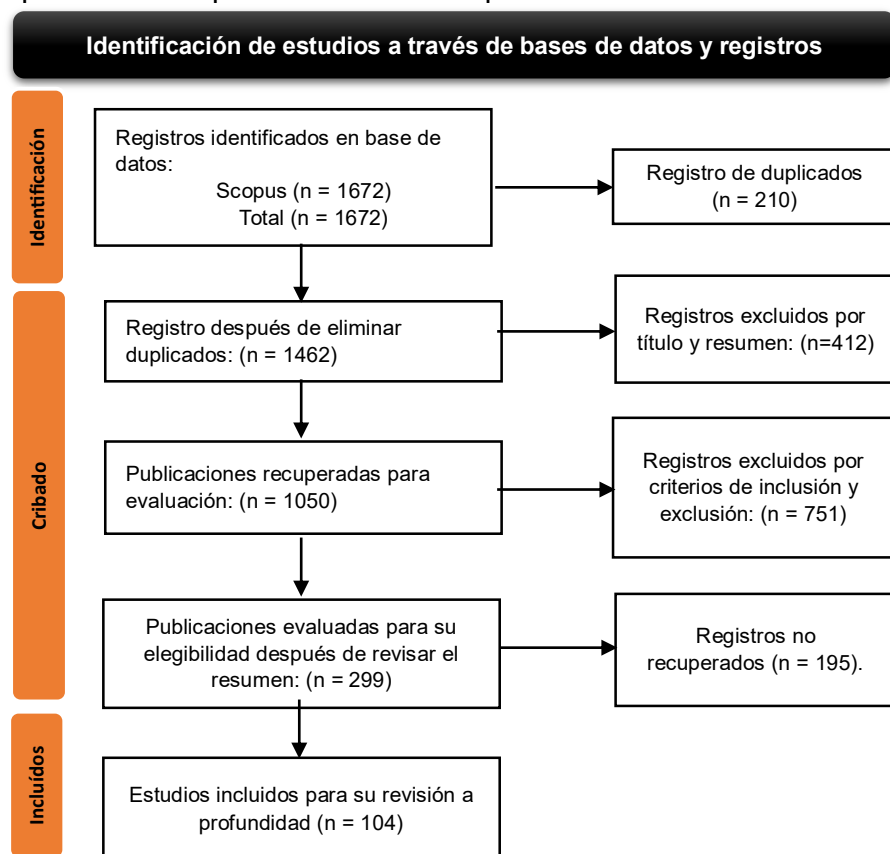 Identificación de estudios a través de bases de datos y registros
Identificación
Registros identificados en base de
datos:
Scopus (n = 1672)
Total (n = 1672)
Registro de duplicados
(n = 210)
Cribado
Registro después de eliminar
duplicados: (n = 1462)
Registros excluidos por
título y resumen: (n=412)
Publicaciones recuperadas para
evaluación: (n = 1050)
Registros excluidos por
criterios de inclusión y
exclusión: (n = 751)
Publicaciones evaluadas para su
elegibilidad después de revisar el
resumen: (n = 299)
Registros no
recuperados (n = 195).
Incluídos
Estudios incluidos para su revisión a
profundidad (n = 104)